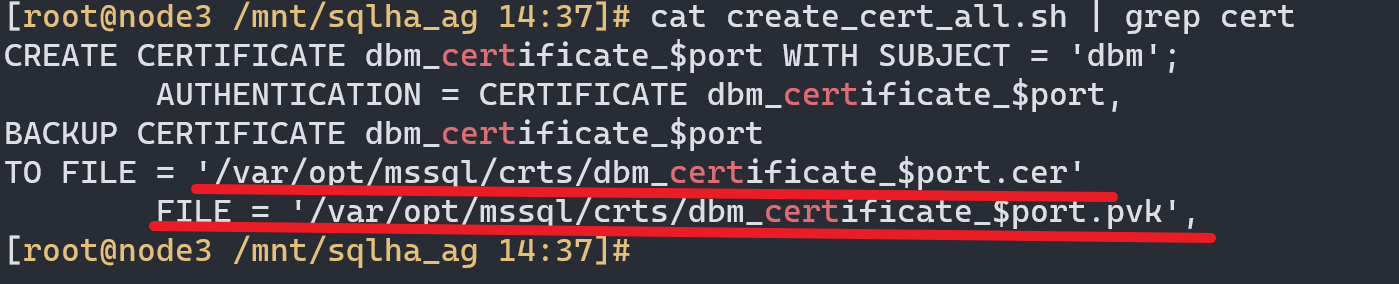 [root@node3 /mnt/sqlha_ag 14:37]# cat create_cert_all.sh | grep cert
CREATE CERTIFICATE dbm_certificate_$port WITH SUBJECT = 'dbm';
        AUTHENTICATION = CERTIFICATE dbm_certificate_$port,
BACKUP CERTIFICATE dbm_certificate_$port
TO FILE = '/var/opt/mssql/crts/dbm_certificate_$port.cer'
        FILE = '/var/opt/mssql/crts/dbm_certificate_$port.pvk',
[root@node3 /mnt/sqlha_ag 14:37]#